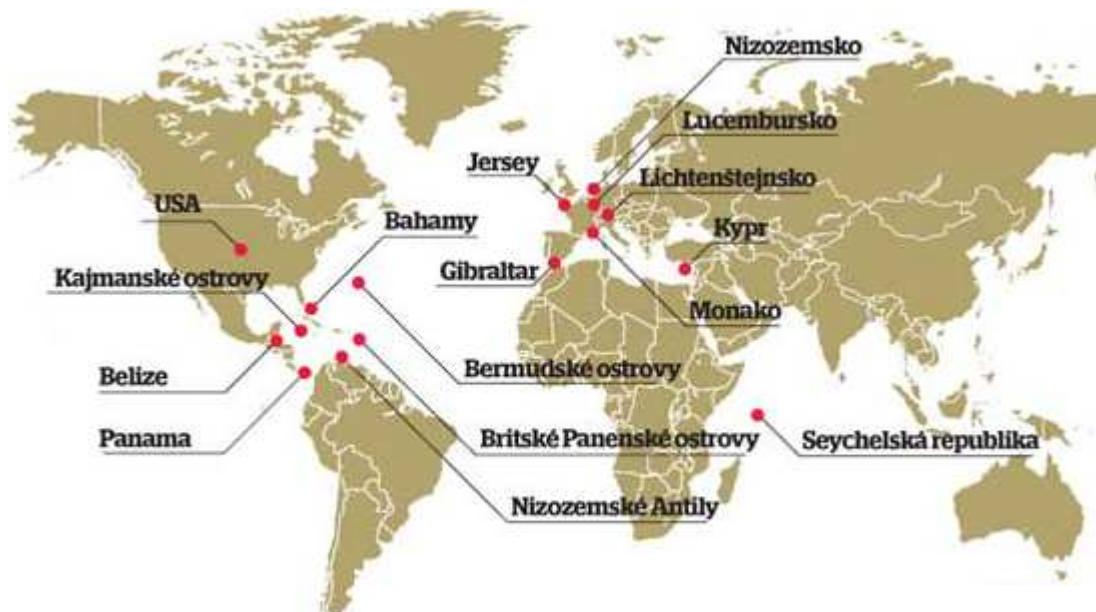 Nizozemsko
Lucembursko
Jersey
Lichtenštejnsko
USA
Bahamy
Kypr
Kajmanské ostrovy
Gibraltar
Monako
Belize
Bermudské ostrovy
Panama
Britské Panenské ostrovy
Seychelská republika
Nizozemské Antily